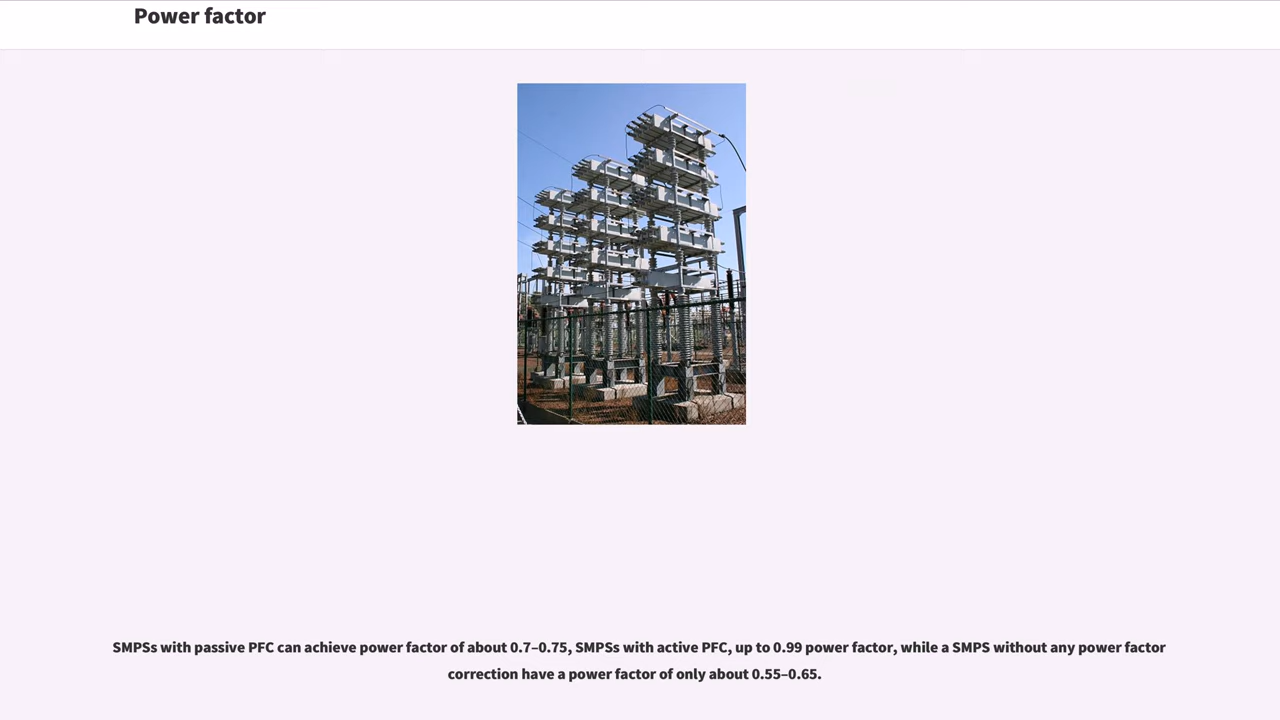 Power factor
SMPSs with passive PFC can achieve power factor of about 0.7–0.75, SMPSs with active PFC, up to 0.99 power factor, while a SMPS without any power factor
correction have a power factor of only about 0.55–0.65.